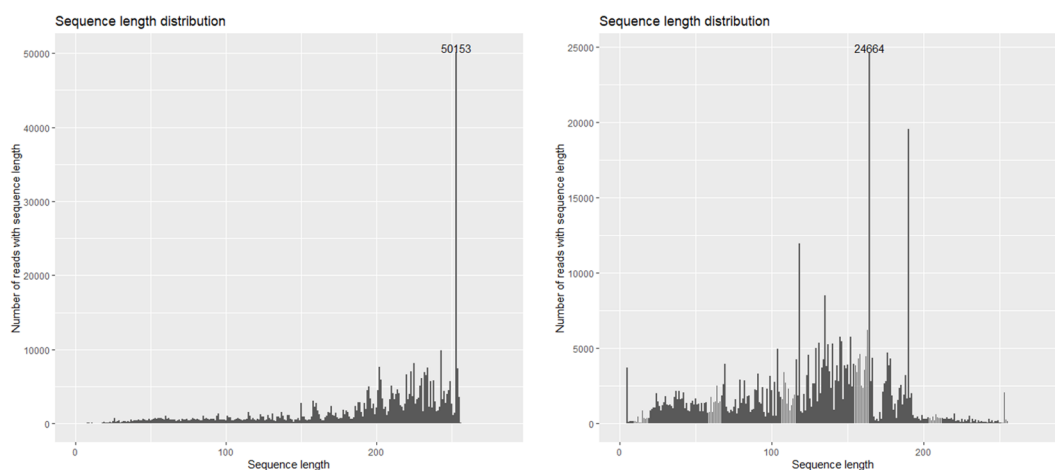 Sequence length distribution
50153
50000
40000
30000
20000
10000
0
Number of reads with sequence length
0 100 200
Sequence length
Sequence length distribution
24664
25000
20000
15000
10000
5000
0
Number of reads with sequence length
0 100 200
Sequence length